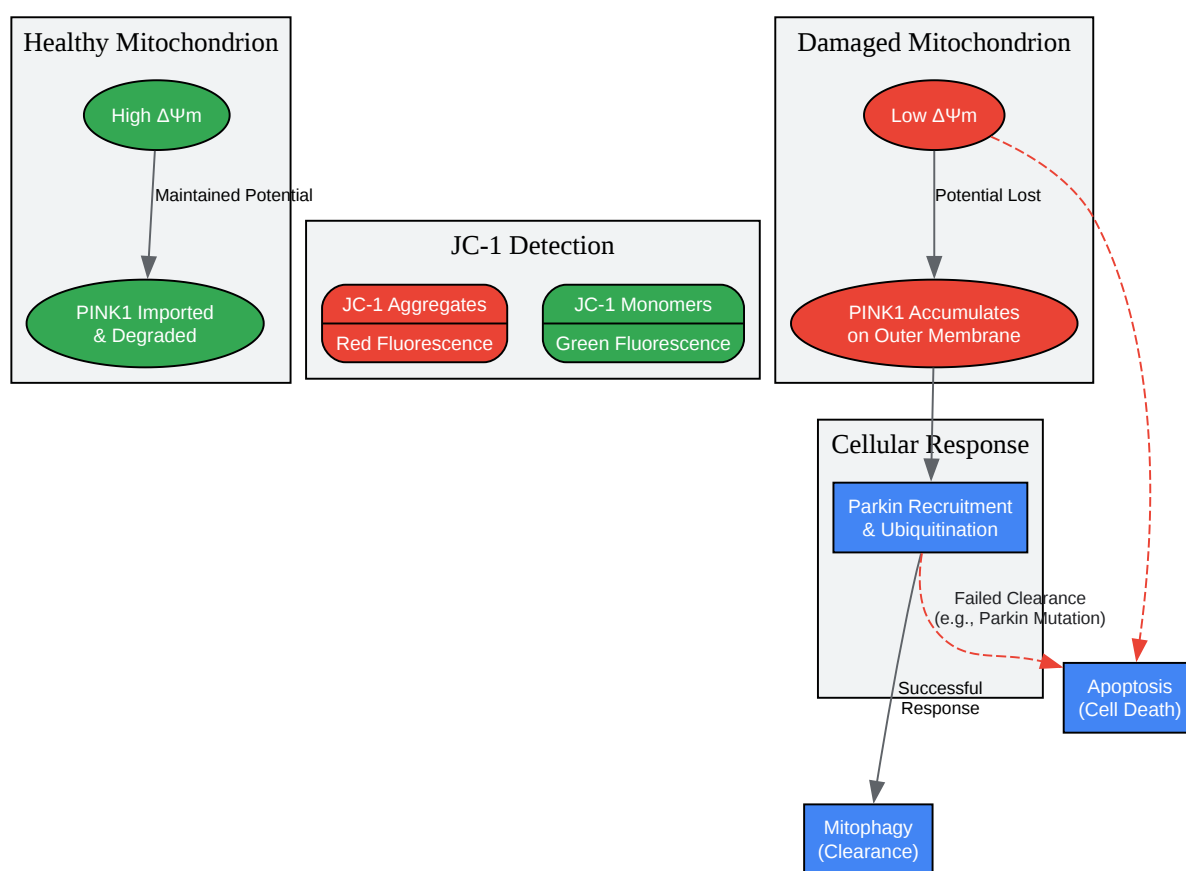 Healthy Mitochondrion
High ΔΨm
Maintained Potential
PINK1 Imported
& Degraded
JC-1 Detection
JC-1 Aggregates
Red Fluorescence
JC-1 Monomers
Green Fluorescence
Damaged Mitochondrion
Low ΔΨm
Potential Lost
PINK1 Accumulates
on Outer Membrane
Cellular Response
Parkin Recruitment
& Ubiquitination
Failed Clearance
(e.g., Parkin Mutation)
Successful
Response
Apoptosis
(Cell Death)
Mitophagy
(Clearance)